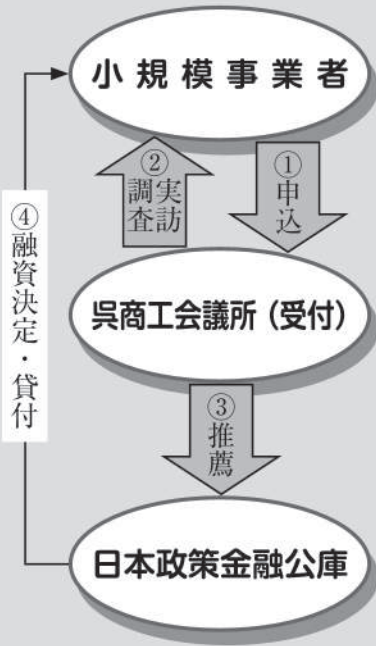 小規模事業者
①申込
②
実訪
調査
呉商工会議所（受付）
③推薦
日本政策金融公庫
④融資決定・貸付